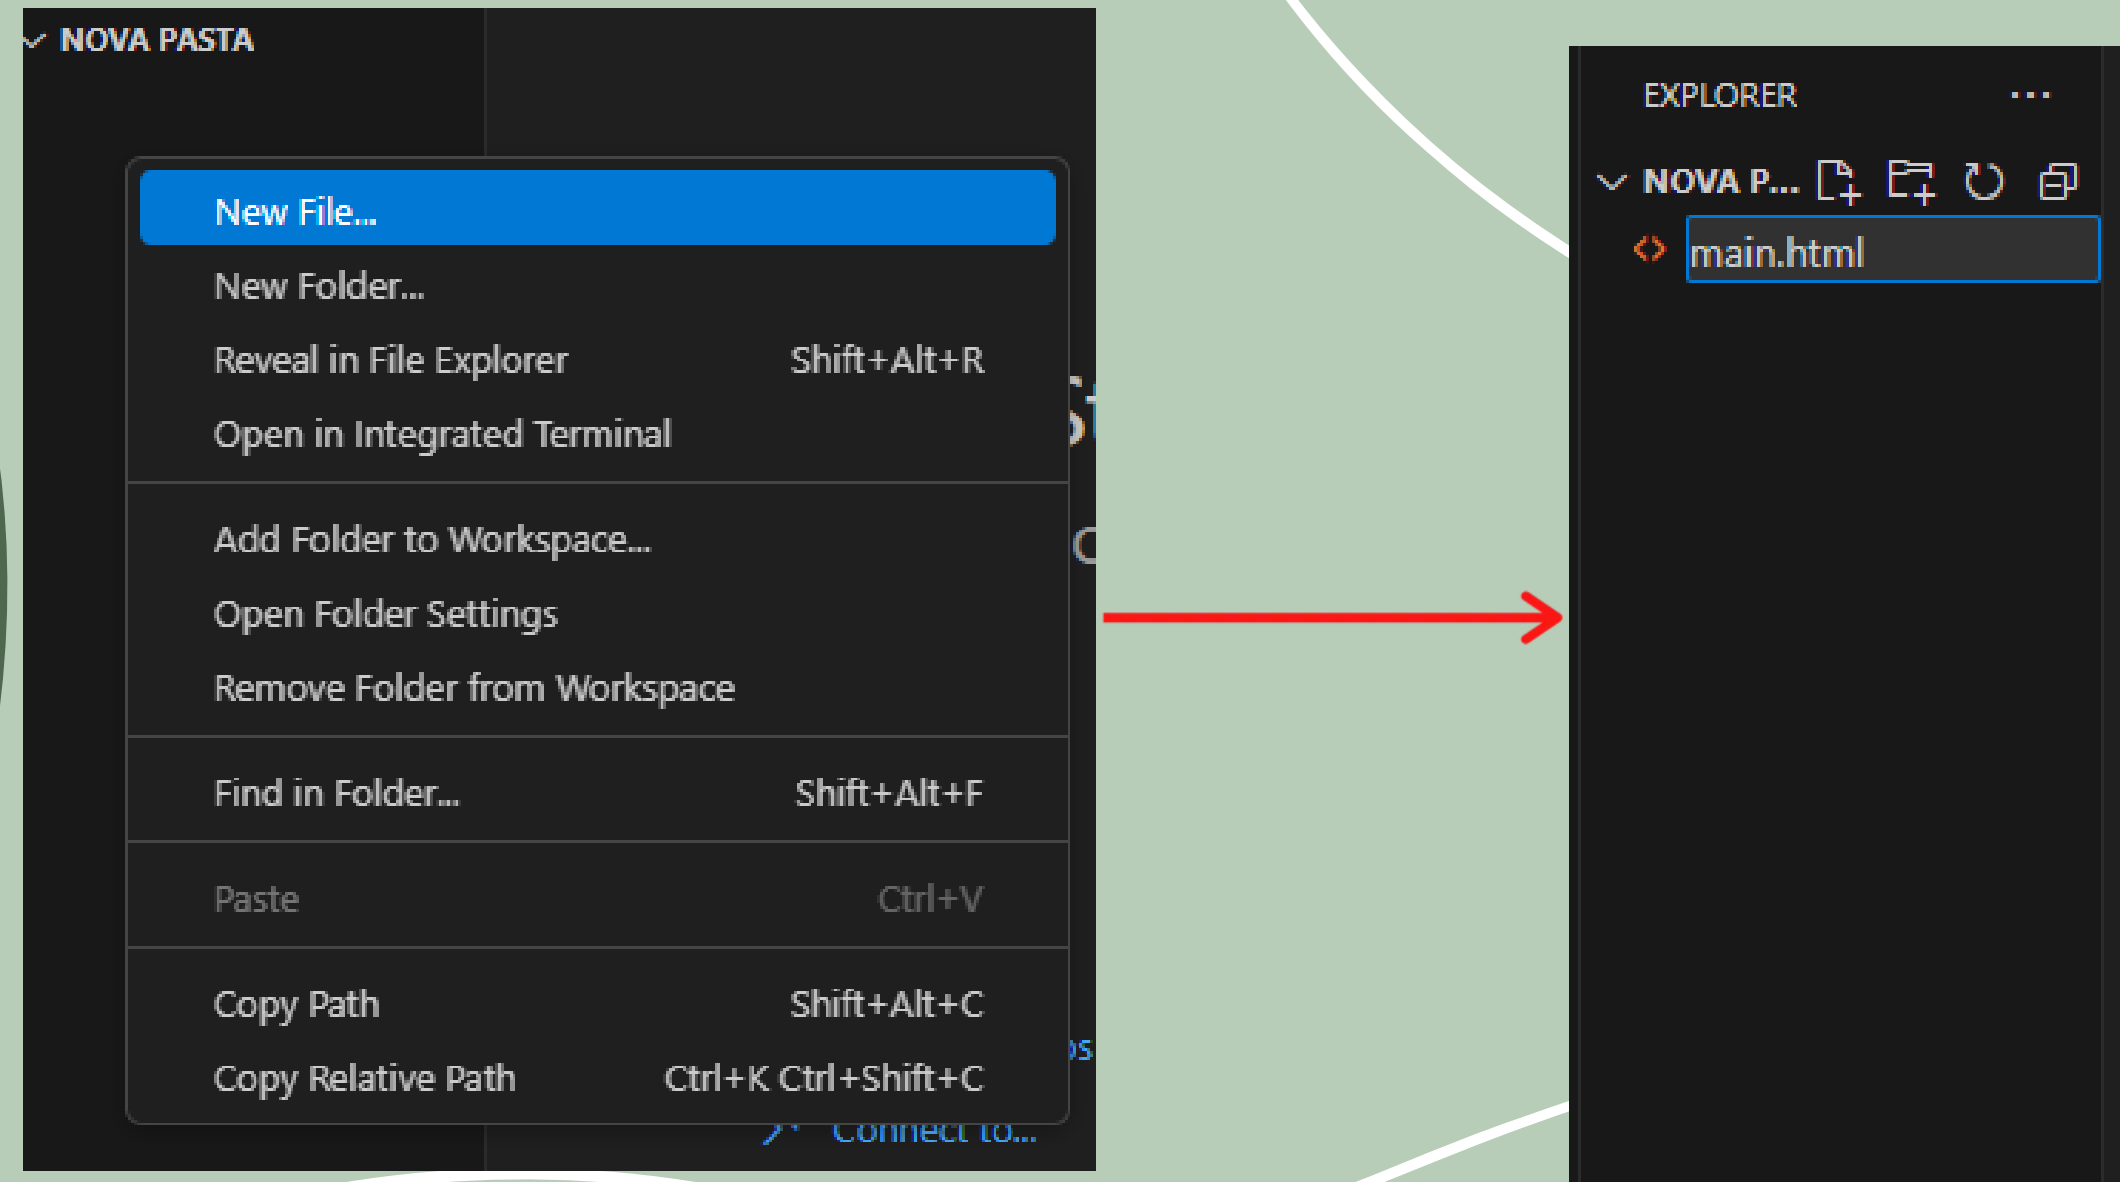 NOVA PASTA
New File...
New Folder...
Reveal in File Explorer Shift+Alt+R
Open in Integrated Terminal
Add Folder to Workspace...
Open Folder Settings
Remove Folder from Workspace
Find in Folder... Shift+Alt+F
Paste Ctrl+V
Copy Path Shift+Alt+C
Copy Relative Path Ctrl+K Ctrl+Shift+C
Connect to...
EXPLORER ...
NOVA P...
main.html